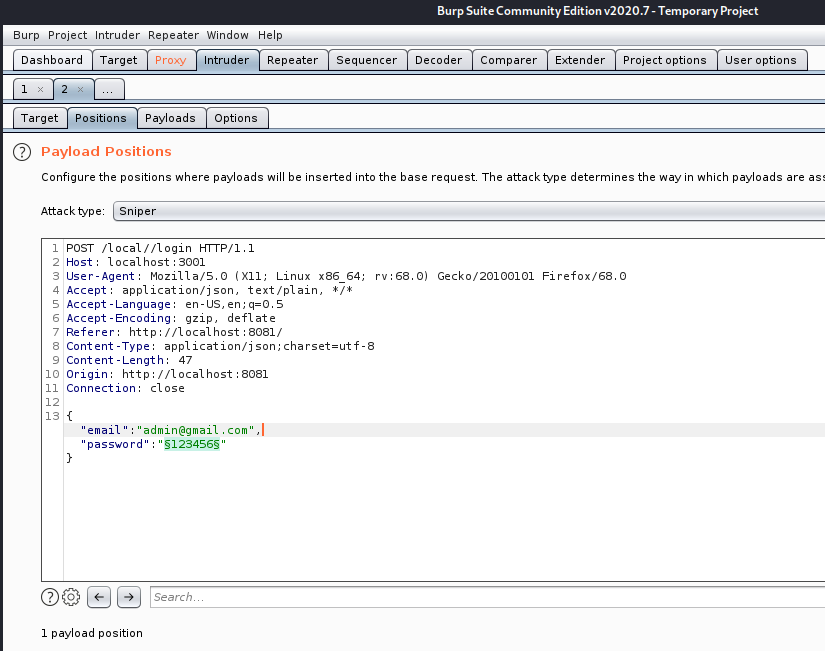 Burp Suite Community Edition v2020.7 - Temporary Project
Burp Project Intruder Repeater Window Help
Dashboard Target Proxy Intruder Repeater Sequencer Decoder Comparer Extender Project options User options
1 × 2 × ...
Target Positions Payloads Options
? Payload Positions
Configure the positions where payloads will be inserted into the base request. The attack type determines the way in which payloads are ass
Attack type: Sniper
1 POST /local//login HTTP/1.1
2 Host: localhost:3001
3 User-Agent: Mozilla/5.0 (X11; Linux x86_64; rv:68.0) Gecko/20100101 Firefox/68.0
4 Accept: application/json, text/plain, */*
5 Accept-Language: en-US,en;q=0.5
6 Accept-Encoding: gzip, deflate
7 Referer: http://localhost:8081/
8 Content-Type: application/json;charset=utf-8
9 Content-Length: 47
10 Origin: http://localhost:8081
11 Connection: close
12
13 {
"email":"admin@gmail.com",
"password":"§123456§"
}
? ← → Search...
1 payload position